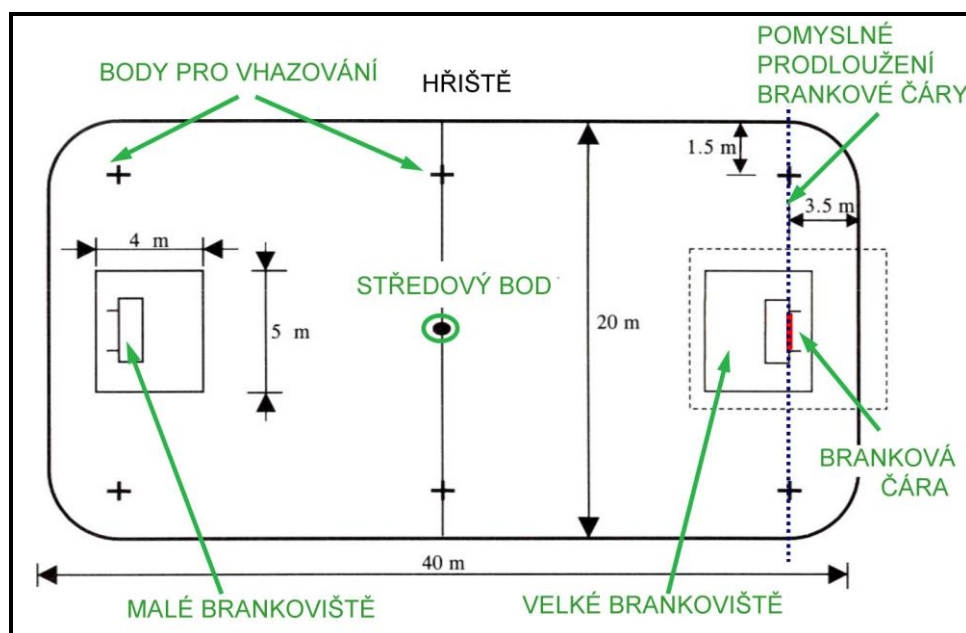 POMYSLNÉ
PRODLOUŽENÍ
BRANKOVÉ ČÁRY
BODY PRO VHAZOVÁNÍ
HŘIŠTĚ
1.5 m
3.5 m
4 m
STŘEDOVÝ BOD
5 m
20 m
BRANKOVÁ
ČÁRA
40 m
MALÉ BRANKOVIŠTĚ
VELKÉ BRANKOVIŠTĚ